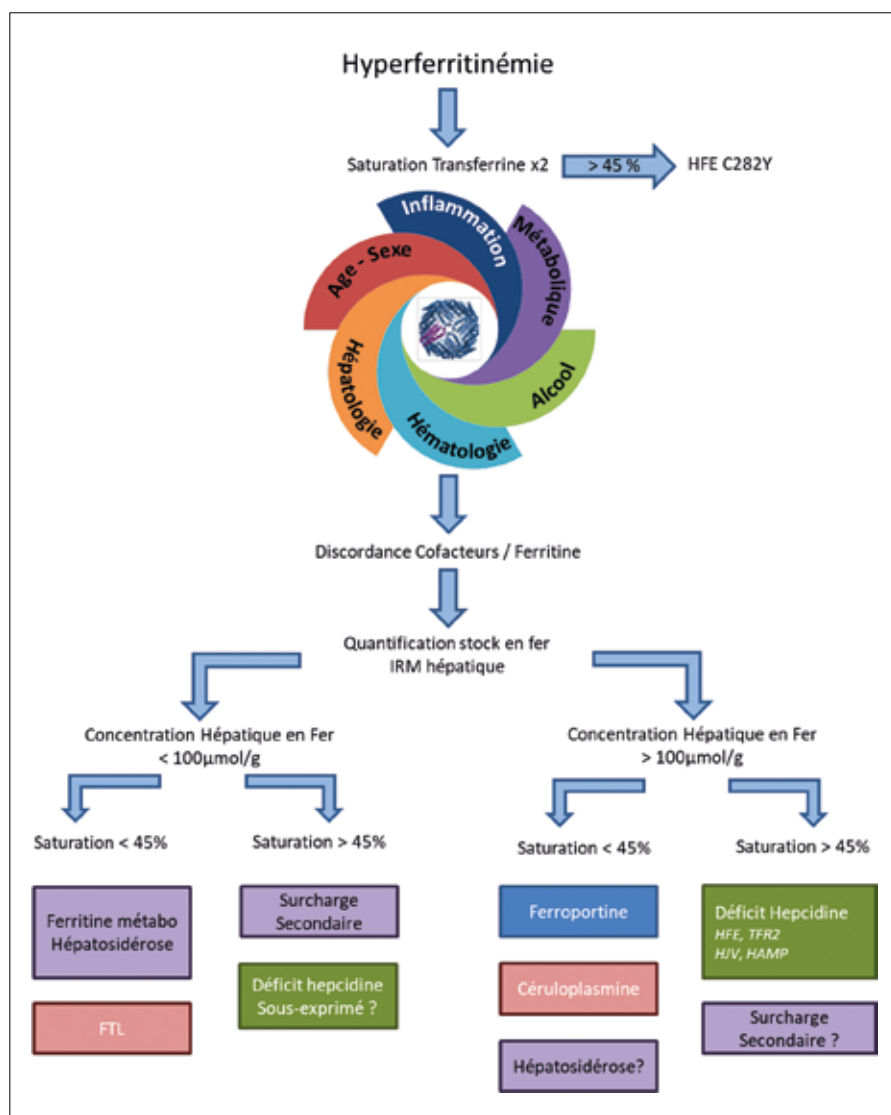 Hyperferritinémie
Saturation Transferrine x2
> 45 %
HFE C282Y
Inflammation
Métabolique
Age - Sexe
Alcool
Hépatologie
Hématologie
Discordance Cofacteurs / Ferritine
Quantification stock en fer
IRM hépatique
Concentration Hépatique en Fer
< 100µmol/g
Concentration Hépatique en Fer
> 100µmol/g
Saturation < 45%
Saturation > 45%
Saturation <45%
Saturation > 45%
Ferritine métabo
Hépatosidérose
FTL
Surcharge
Secondaire
Déficit hepcidine
Sous-exprimé ?
Ferroportine
Céruloplasmine
Hépatosidérose?
Déficit Hepcidine
HFE, TFR2
HJV, HAMP
Surcharge
Secondaire ?